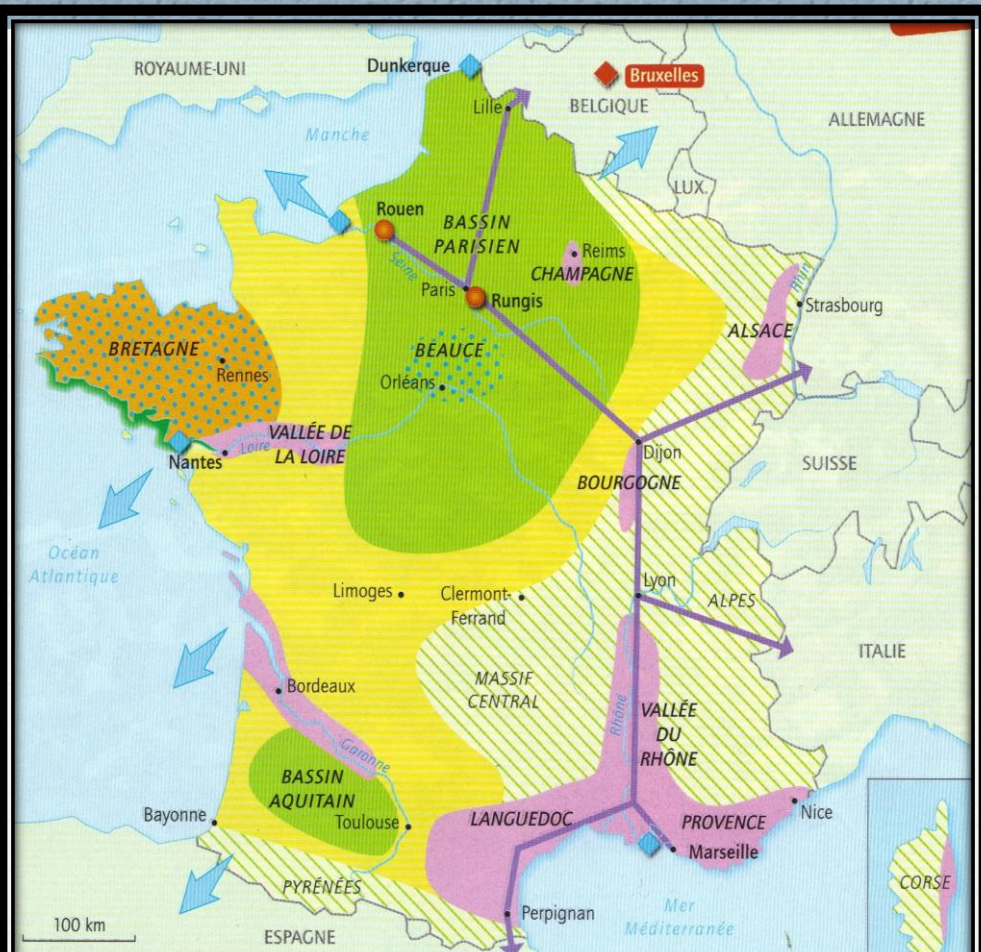 ROYAUME-UNI
Dunkerque
Bruxelles
BELGIQUE
Lille
ALLEMAGNE
Manche
LUX.
Rouen
BASSIN
PARISIEN
Reims
CHAMPAGNE
Seine
Paris
Rungis
Rhin
Strasbourg
ALSACE
BRETAGNE
Rennes
BEAUCE
Orléans
VALLÉE DE
LA LOIRE
Loire
Nantes
Dijon
BOURGOGNE
SUISSE
Océan
Atlantique
Limoges
Clermont-
Ferrand
Lyon
ALPES
ITALIE
MASSIF
CENTRAL
Bordeaux
Garonne
Rhône
VALLÉE
DU
RHÔNE
BASSIN
AQUITAIN
Bayonne
Toulouse
LANGUEDOC
PROVENCE
Nice
Marseille
PYRÉNÉES
CORSE
Perpignan
Mer
Méditerranée
100 km
ESPAGNE